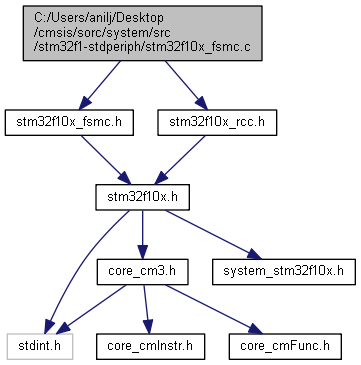 C:/Users/anilj/Desktop
/cmsis/sorc/system/src
/stm32f1-stdperiph/stm32f10x_fsmc.c
stm32f10x_fsmc.h
stm32f10x_rcc.h
stm32f10x.h
core_cm3.h
system_stm32f10x.h
stdint.h
core_cmInstr.h
core_cmFunc.h